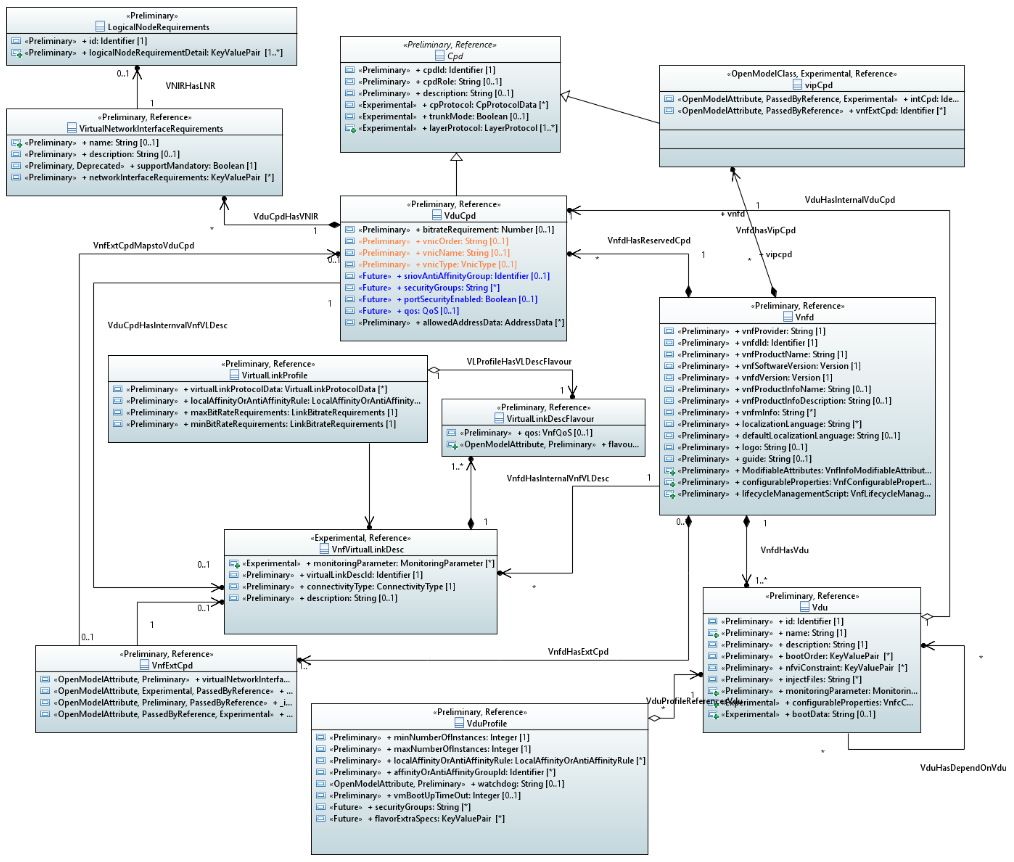 «Preliminary»
LogicalNodeRequirements
«Preliminary» + id: Identifier [1]
«Preliminary» + logicalNodeRequirementDetail: KeyValuePair [1..*]
0..1
VNIRHasLNR
1
«Preliminary, Reference»
VirtualNetworkInterfaceRequirements
«Preliminary» + name: String [0..1]
«Preliminary» + description: String [0..1]
«Preliminary, Deprecated» + supportMandatory: Boolean [1]
«Preliminary» + networkInterfaceRequirements: KeyValuePair [*]
«Preliminary, Reference»
Cpd
«Preliminary» + cpdId: Identifier [1]
«Preliminary» + cpdRole: String [0..1]
«Preliminary» + description: String [0..1]
«Experimental» + cpProtocol: CpProtocolData [*]
«Experimental» + trunkMode: Boolean [0..1]
«Experimental» + layerProtocol: LayerProtocol [1..*]
«OpenModelClass, Experimental, Reference»
vipCpd
«OpenModelAttribute, PassedByReference, Experimental» + intCpd: Ide...
«OpenModelAttribute, PassedByReference» + vnfExtCpd: Identifier [*]
VduCpdHasVNIR
*
1
«Preliminary, Reference»
VduCpd
«Preliminary» + bitrateRequirement: Number [0..1]
«Preliminary» + vnicOrder: String [0..1]
«Preliminary» + vnicName: String [0..1]
«Preliminary» + vnicType: VnicType [0..1]
«Future» + sriovAntiAffinityGroup: Identifier [0..1]
«Future» + securityGroups: String [*]
«Future» + portSecurityEnabled: Boolean [0..1]
«Future» + qos: QoS [0..1]
«Preliminary» + allowedAddressData: AddressData [*]
VduHasInternalVduCpd
1
1
+ vnfd
VnfdhasVipCpd
*
+ vipcpd
VnfdHasReservedCpd
*
1
VnfExtCpdMapstoVduCpd
0..1
1
VduCpdHasInternvalVnfVLDesc
«Preliminary, Reference»
Vnfd
«Preliminary» + vnfProvider: String [1]
«Preliminary» + vnfdId: Identifier [1]
«Preliminary» + vnfProductName: String [1]
«Preliminary» + vnfSoftwareVersion: Version [1]
«Preliminary» + vnfdVersion: Version [1]
«Preliminary» + vnfProductInfoName: String [0..1]
«Preliminary» + vnfProductInfoDescription: String [0..1]
«Preliminary» + vnfmInfo: String [*]
«Preliminary» + localizationLanguage: String [*]
«Preliminary» + defaultLocalizationLanguage: String [0..1]
«Preliminary» + logo: String [0..1]
«Preliminary» + guide: String [0..1]
«Preliminary» + ModifiableAttributes: VnfInfoModifiableAttribut...
«Preliminary» + configurableProperties: VnfConfigurablePropert...
«Preliminary» + lifecycleManagementScript: VnfLifecycleManag...
«Preliminary, Reference»
VirtualLinkProfile
«Preliminary» + virtualLinkProtocolData: VirtualLinkProtocolData [*]
«Preliminary» + localAffinityOrAntiAffinityRule: LocalAffinityOrAntiAffinity...
«Preliminary» + maxBitRateRequirements: LinkBitrateRequirements [1]
«Preliminary» + minBitRateRequirements: LinkBitrateRequirements [1]
VLProfileHasVLDescFlavour
1
1
«Preliminary, Reference»
VirtualLinkDescFlavour
«Preliminary» + qos: VnfQoS [0..1]
«OpenModelAttribute, Preliminary» + flavou...
1..*
1
VnfdHasInternalVnfVLDesc
1
*
«Experimental, Reference»
VnfVirtualLinkDesc
«Experimental» + monitoringParameter: MonitoringParameter [*]
«Preliminary» + virtualLinkDescId: Identifier [1]
«Preliminary» + connectivityType: ConnectivityType [1]
«Preliminary» + description: String [0..1]
0..1
0..1
1
0..1
0..
1
VnfdHasVdu
1..*
«Preliminary, Reference»
Vdu
«Preliminary» + id: Identifier [1]
«Preliminary» + name: String [1]
«Preliminary» + description: String [1]
«Preliminary» + bootOrder: KeyValuePair [*]
«Preliminary» + nfviConstraint: KeyValuePair [*]
«Preliminary» + injectFiles: String [*]
«Preliminary» + monitoringParameter: Monitorin...
«Experimental» + configurableProperties: VnfcC...
«Experimental» + bootData: String [0..1]
1
*
*
VduHasDependOnVdu
«Preliminary, Reference»
VnfExtCpd
«OpenModelAttribute, Preliminary» + virtualNetworkInterfa...
«OpenModelAttribute, Experimental, PassedByReference» + ...
«OpenModelAttribute, Preliminary, PassedByReference» + _i...
«OpenModelAttribute, PassedByReference, Experimental» + ...
1..
VnfdHasExtCpd
VduProfileReferenceVdu
*
1
«Preliminary, Reference»
VduProfile
«Preliminary» + minNumberOfInstances: Integer [1]
«Preliminary» + maxNumberOfInstances: Integer [1]
«Preliminary» + localAffinityOrAntiAffinityRule: LocalAffinityOrAntiAffinityRule [*]
«Preliminary» + affinityOrAntiAffinityGroupId: Identifier [*]
«OpenModelAttribute, Preliminary» + watchdog: String [0..1]
«Preliminary» + vmBootUpTimeOut: Integer [0..1]
«Future» + securityGroups: String [*]
«Future» + flavorExtraSpecs: KeyValuePair [*]